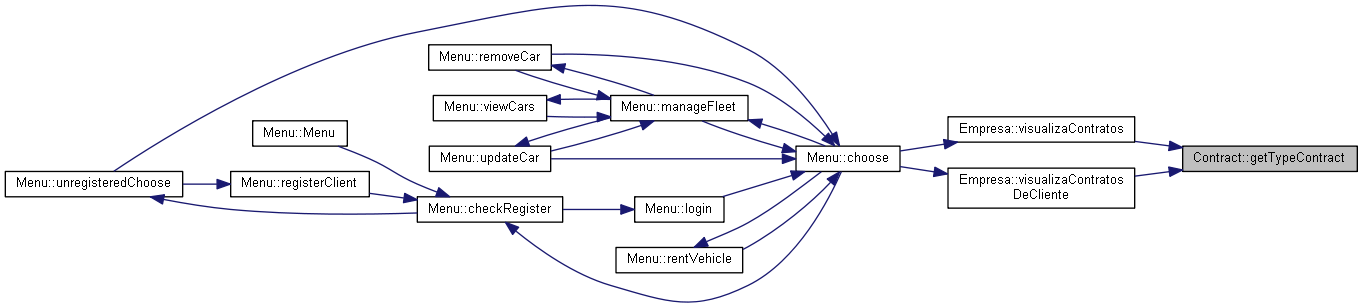 Menu::removeCar
Menu::viewCars
Menu::manageFleet
Menu::Menu
Menu::updateCar
Menu::choose
Empresa::visualizaContratos
Contract::getTypeContract
Menu::unregisteredChoose
Menu::registerClient
Menu::checkRegister
Menu::login
Empresa::visualizaContratos
DeCliente
Menu::rentVehicle